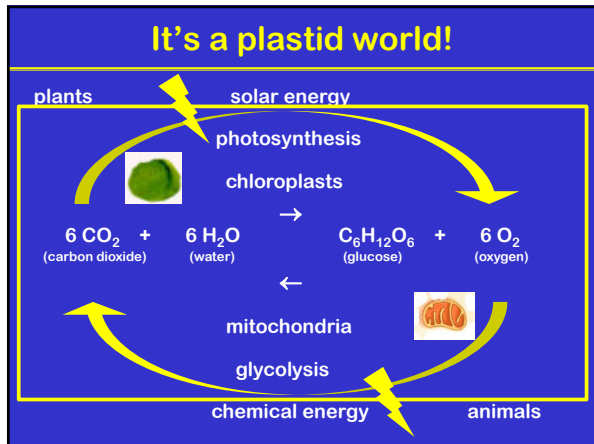 It's a plastid world!
plants solar energy
photosynthesis
chloroplasts
→
6 CO₂ + 6 H₂O C₆H₁₂O₆ + 6 O₂
(carbon dioxide) (water) (glucose) (oxygen)
←
mitochondria
glycolysis
chemical energy animals